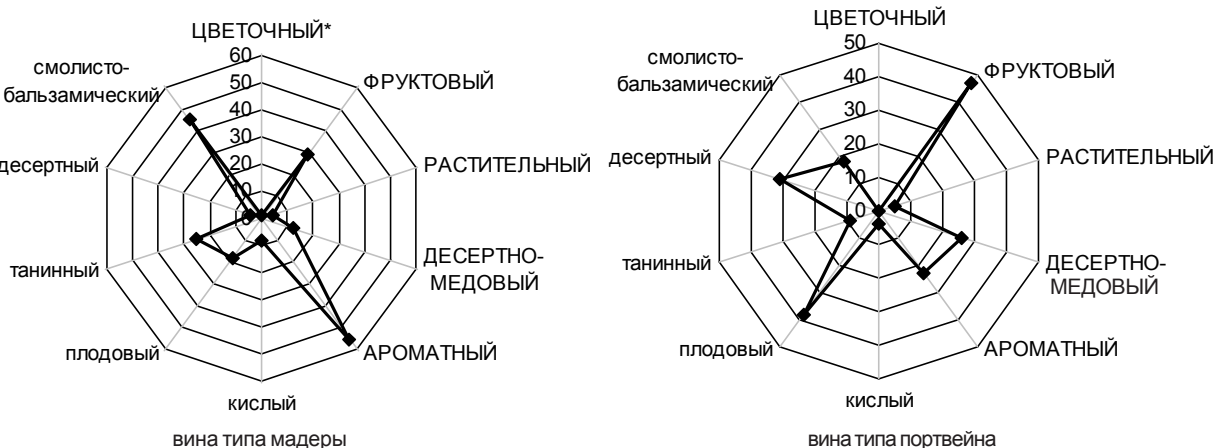 ЦВЕТОЧНЫЙ*
60
50
40
30
20
10
0
ФРУКТОВЫЙ
РАСТИТЕЛЬНЫЙ
ДЕСЕРТНО-
МЕДОВЫЙ
АРОМАТНЫЙ
кислый
плодовый
танинный
десертный
смолисто-
бальзамический
вина типа мадеры
ЦВЕТОЧНЫЙ
50
40
30
20
10
0
ФРУКТОВЫЙ
РАСТИТЕЛЬНЫЙ
ДЕСЕРТНО-
МЕДОВЫЙ
АРОМАТНЫЙ
кислый
плодовый
танинный
десертный
смолисто-
бальзамический
вина типа портвейна